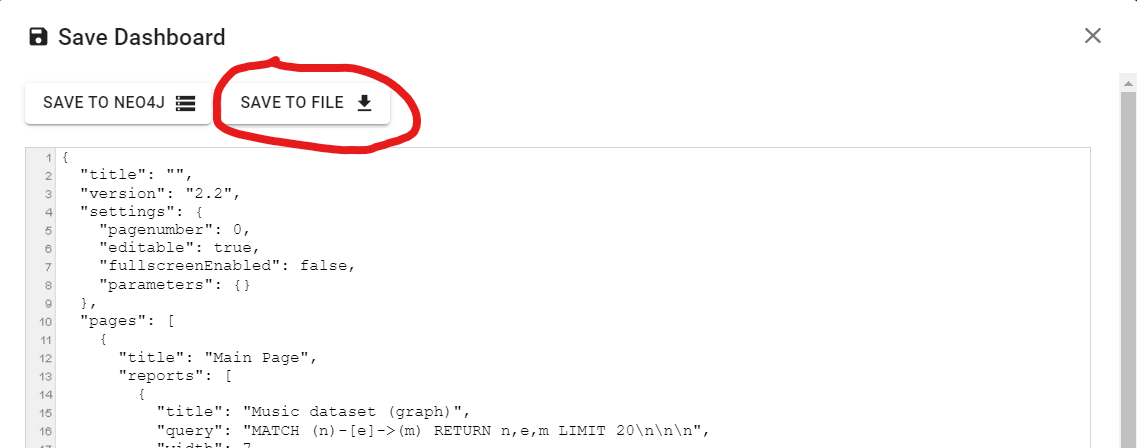 Save Dashboard
SAVE TO NEO4J
SAVE TO FILE
1 {
2 "title": "",
3 "version": "2.2",
4 "settings": {
5 "pagenumber": 0,
6 "editable": true,
7 "fullscreenEnabled": false,
8 "parameters": {}
9 },
10 "pages": [
11 {
12 "title": "Main Page",
13 "reports": [
14 {
15 "title": "Music dataset (graph)",
16 "query": "MATCH (n)-[e]->(m) RETURN n,e,m LIMIT 20\n\n\n",
17 "width": 7